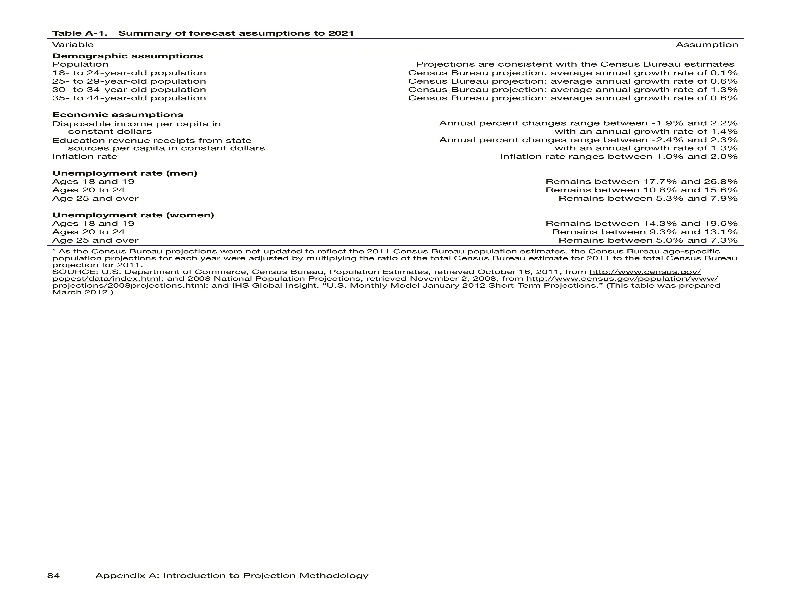 Table A-1. Summary of forecast assumptions to 2021
Variable Assumption
Demographic assumptions
Population Projections are consistent with the Census Bureau estimates
18- to 24-year-old population Census Bureau projection: average annual growth rate of 0.1%
25- to 29-year-old population Census Bureau projection: average annual growth rate of 0.6%
30- to 34-year-old population Census Bureau projection: average annual growth rate of 1.3%
35- to 44-year-old population Census Bureau projection: average annual growth rate of 0.6%
Economic assumptions
Disposable income per capita in Annual percent changes range between -1.9% and 2.2%
constant dollars with an annual growth rate of 1.4%
Education revenue receipts from state Annual percent changes range between -2.4% and 2.3%
sources per capita in constant dollars with an annual growth rate of 1.3%
Inflation rate Inflation rate ranges between 1.0% and 2.0%
Unemployment rate (men)
Ages 18 and 19 Remains between 17.7% and 26.8%
Ages 20 to 24 Remains between 10.8% and 15.6%
Age 25 and over Remains between 5.3% and 7.9%
Unemployment rate (women)
Ages 18 and 19 Remains between 14.3% and 19.6%
Ages 20 to 24 Remains between 9.3% and 13.1%
Age 25 and over Remains between 5.0% and 7.3%
¹ As the Census Bureau projections were not updated to reflect the 2011 Census Bureau population estimates, the Census Bureau age-specific
population projections for each year were adjusted by multiplying the ratio of the total Census Bureau estimate for 2011 to the total Census Bureau
projection for 2011.
SOURCE: U.S. Department of Commerce, Census Bureau, Population Estimates, retrieved October 16, 2011, from http://www.census.gov/
popest/data/index.html; and 2008 National Population Projections, retrieved November 2, 2008, from http://www.census.gov/population/www/
projections/2008projections.html; and IHS Global Insight, "U.S. Monthly Model January 2012 Short-Term Projections." (This table was prepared
March 2012.)
84 Appendix A: Introduction to Projection Methodology